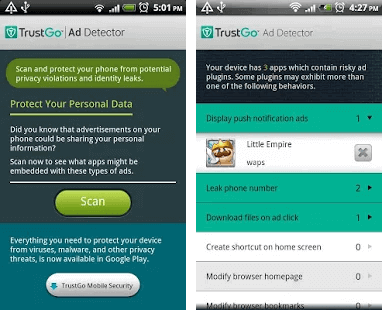 5:01 PM
TrustGo Ad Detector
Scan and protect your phone from potential
privacy violations and identity leaks.
Protect Your Personal Data
Did you know that advertisements on your
phone could be sharing your personal
information?
Scan now to see what apps might be
embedded with these types of ads.
Scan
Everything you need to protect your device
from viruses, malware, and other privacy
threats, is now available in Google Play.
TrustGo Mobile Security
4:27 PM
TrustGo Ad Detector
Your device has 3 apps which contain risky ad
plugins. Some plugins may exhibit more than
one of the following behaviors.
Display push notification ads 1
Little Empire
waps
Leak phone number 2
Download files on ad click 1
Create shortcut on home screen 0
Modify browser homepage 0
Modify browser bookmarks 0